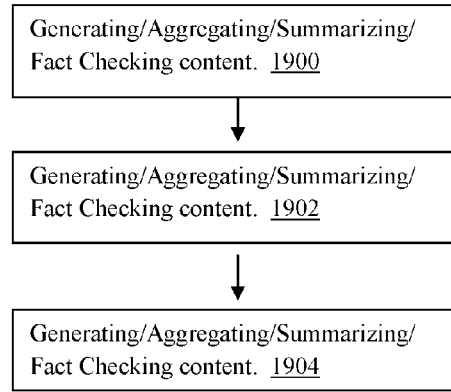 Generating/Aggregating/Summarizing/
Fact Checking content. 1900
Generating/Aggregating/Summarizing/
Fact Checking content. 1902
Generating/Aggregating/Summarizing/
Fact Checking content. 1904